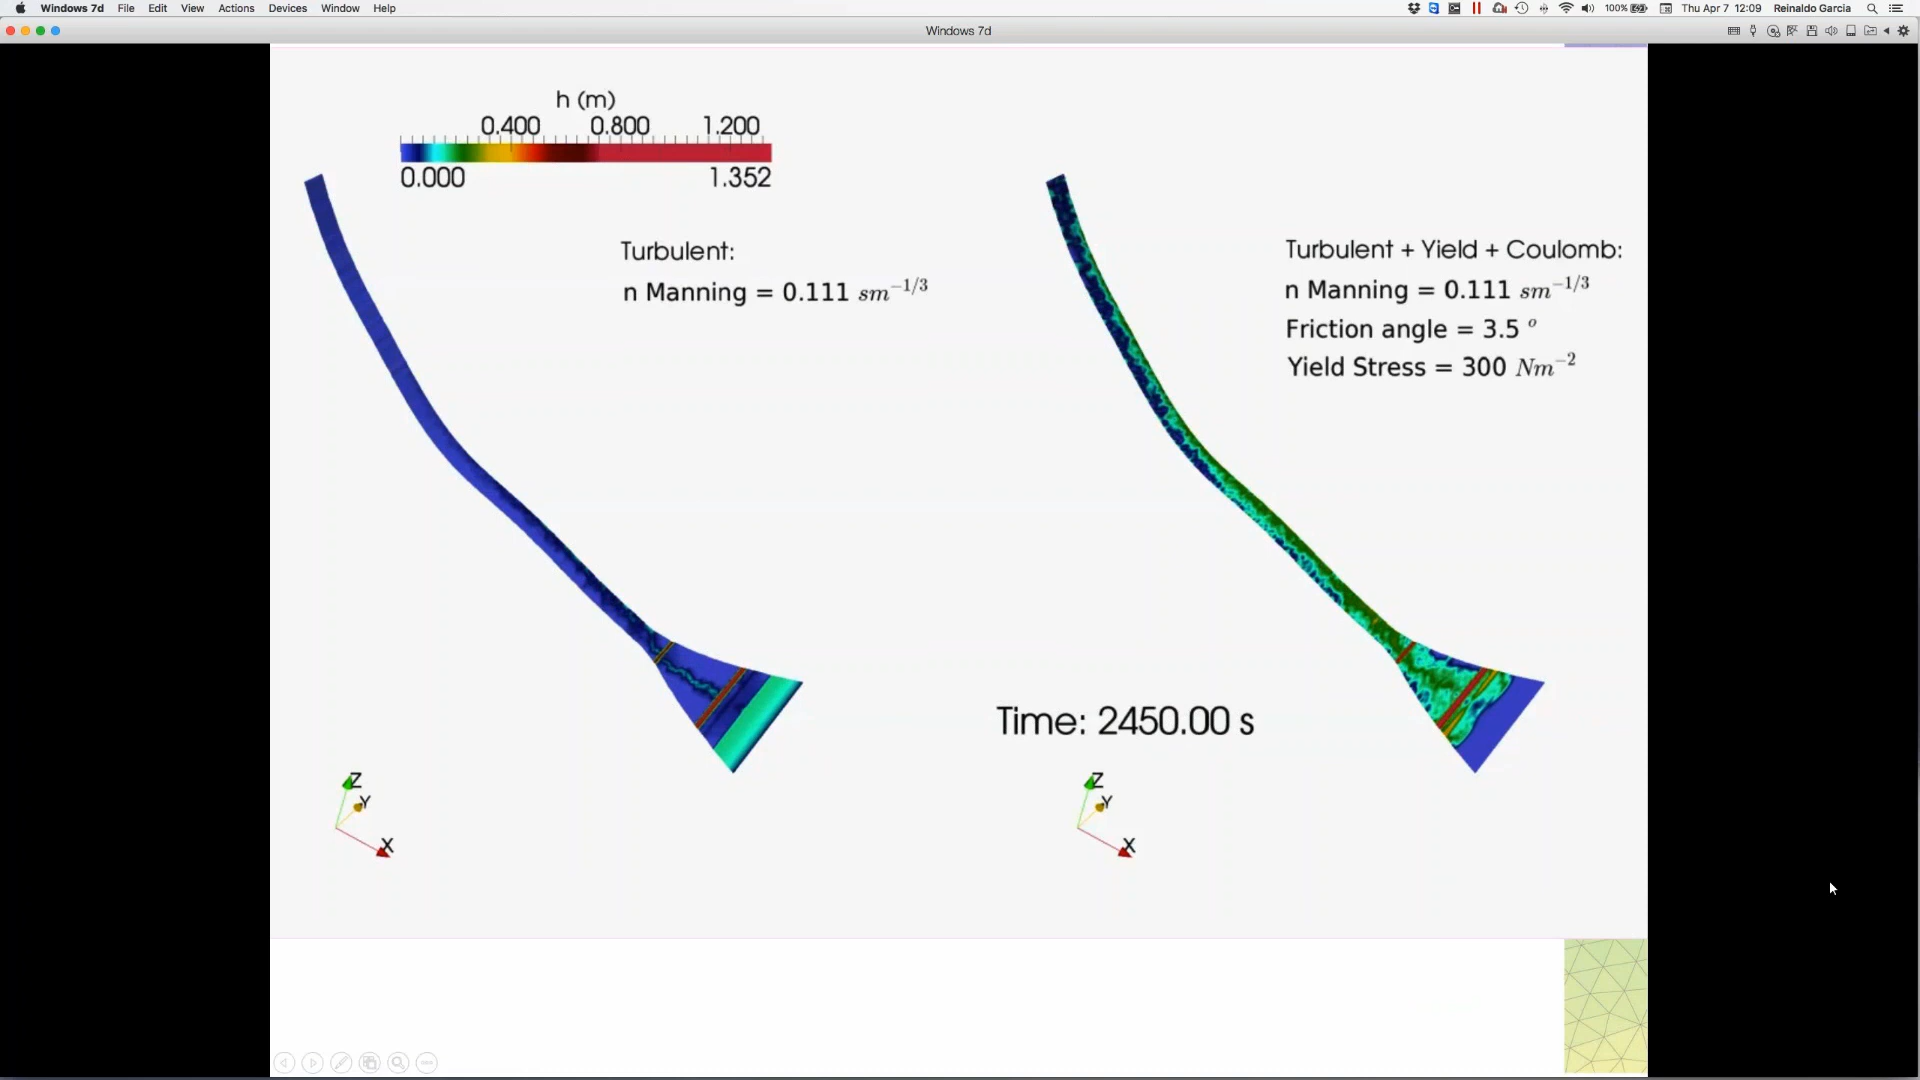 Windows 7d File Edit View Actions Devices Window Help
100% Thu Apr 7 12:09 Reinaldo Garcia
Windows 7d
h (m)
0.400 0.800 1.200
0.000 1.352
Turbulent:
n Manning = 0.111 sm⁻¹/³
Turbulent + Yield + Coulomb:
n Manning = 0.111 sm⁻¹/³
Friction angle = 3.5 °
Yield Stress = 300 Nm⁻²
Time: 2450.00 s
Z
Y
X
Z
Y
X